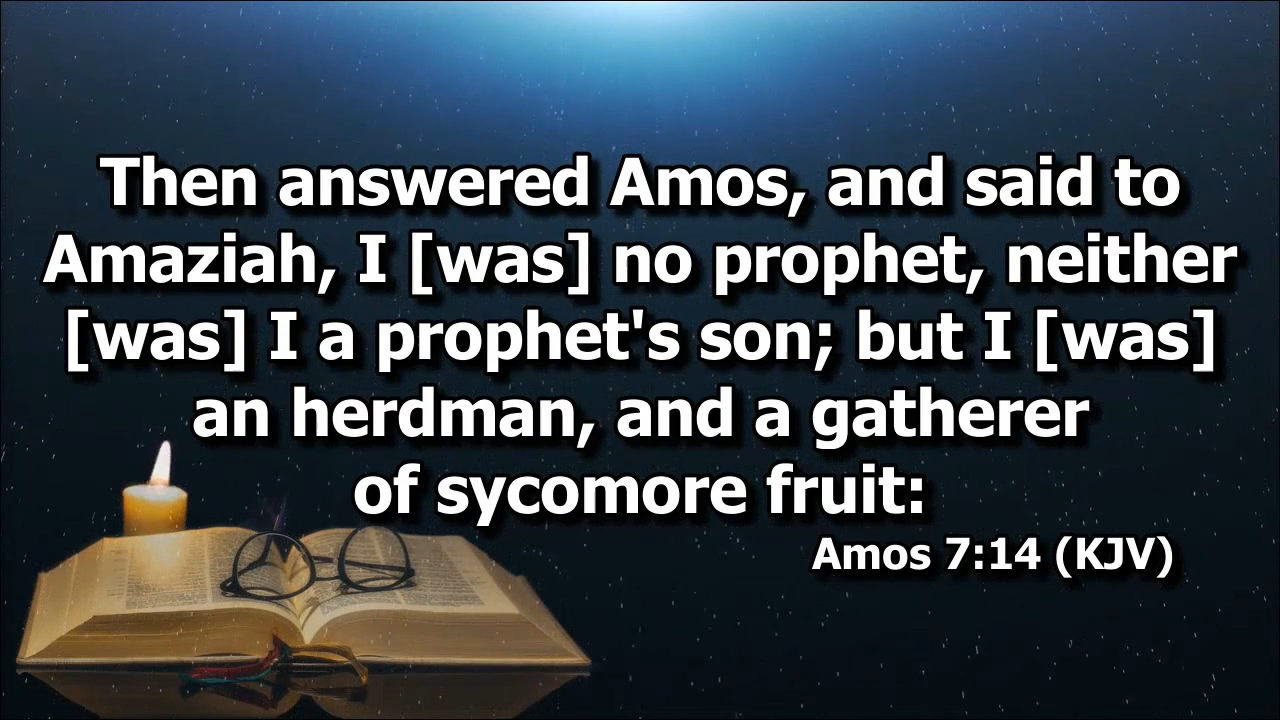 Then answered Amos, and said to
Amaziah, I [was] no prophet, neither
[was] I a prophet's son; but I [was]
an herdman, and a gatherer
of sycomore fruit:
Amos 7:14 (KJV)